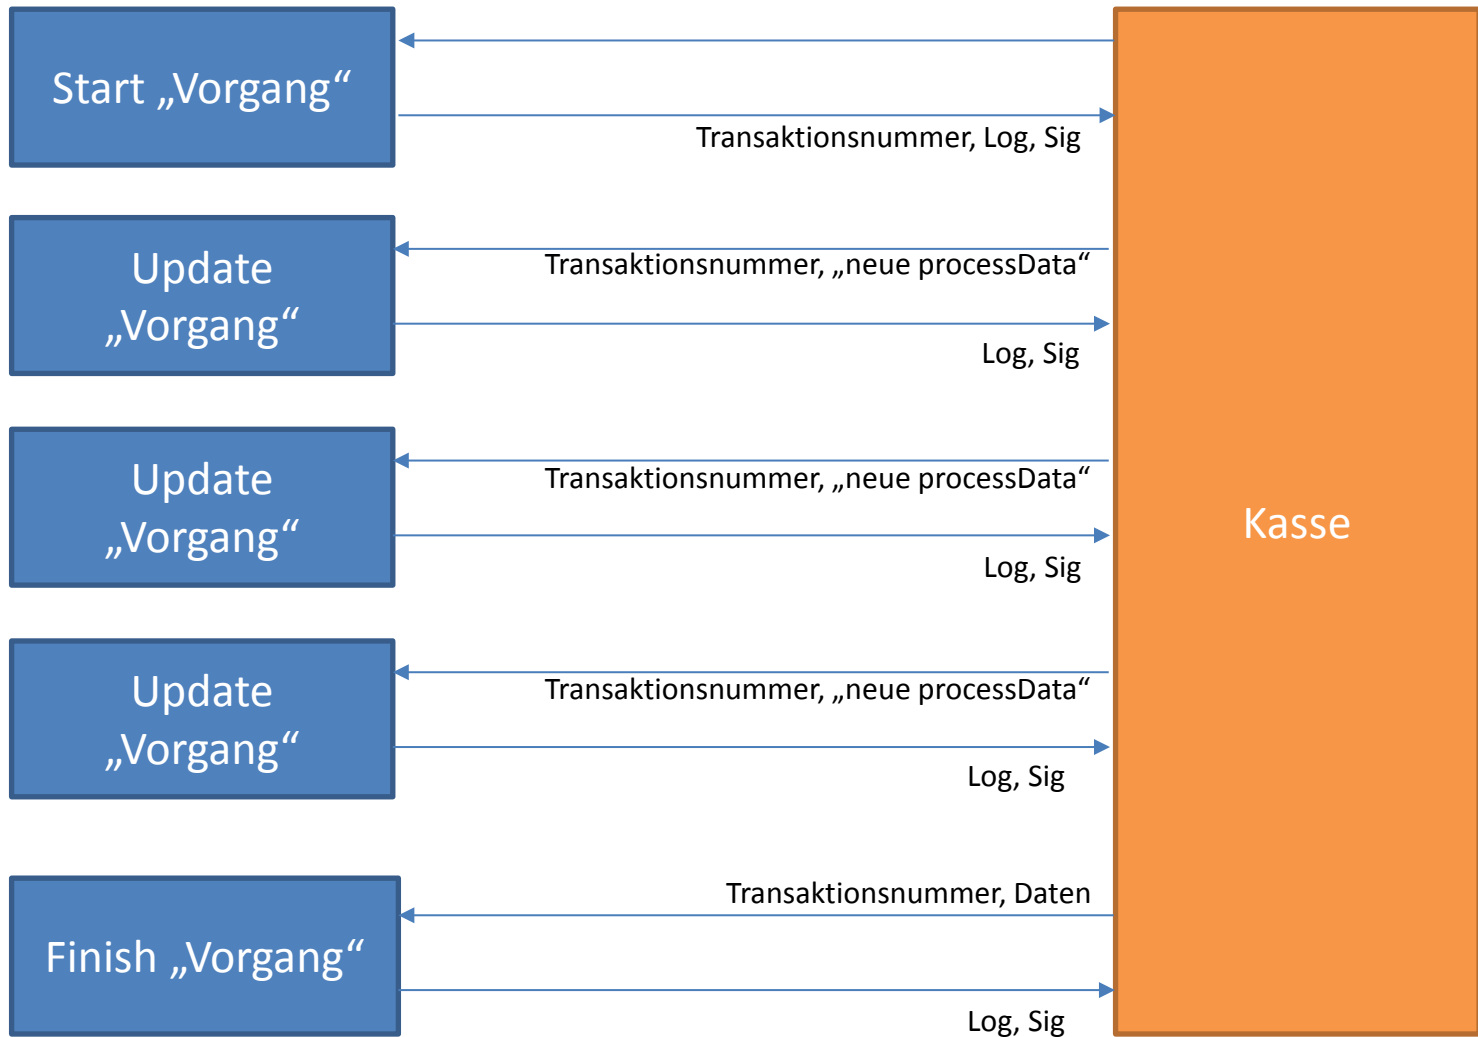 Start „Vorgang“
Transaktionsnummer, Log, Sig
Update
„Vorgang“
Transaktionsnummer, „neue processData“
Log, Sig
Update
„Vorgang“
Transaktionsnummer, „neue processData“
Log, Sig
Kasse
Update
„Vorgang“
Transaktionsnummer, „neue processData“
Log, Sig
Transaktionsnummer, Daten
Finish „Vorgang“
Log, Sig